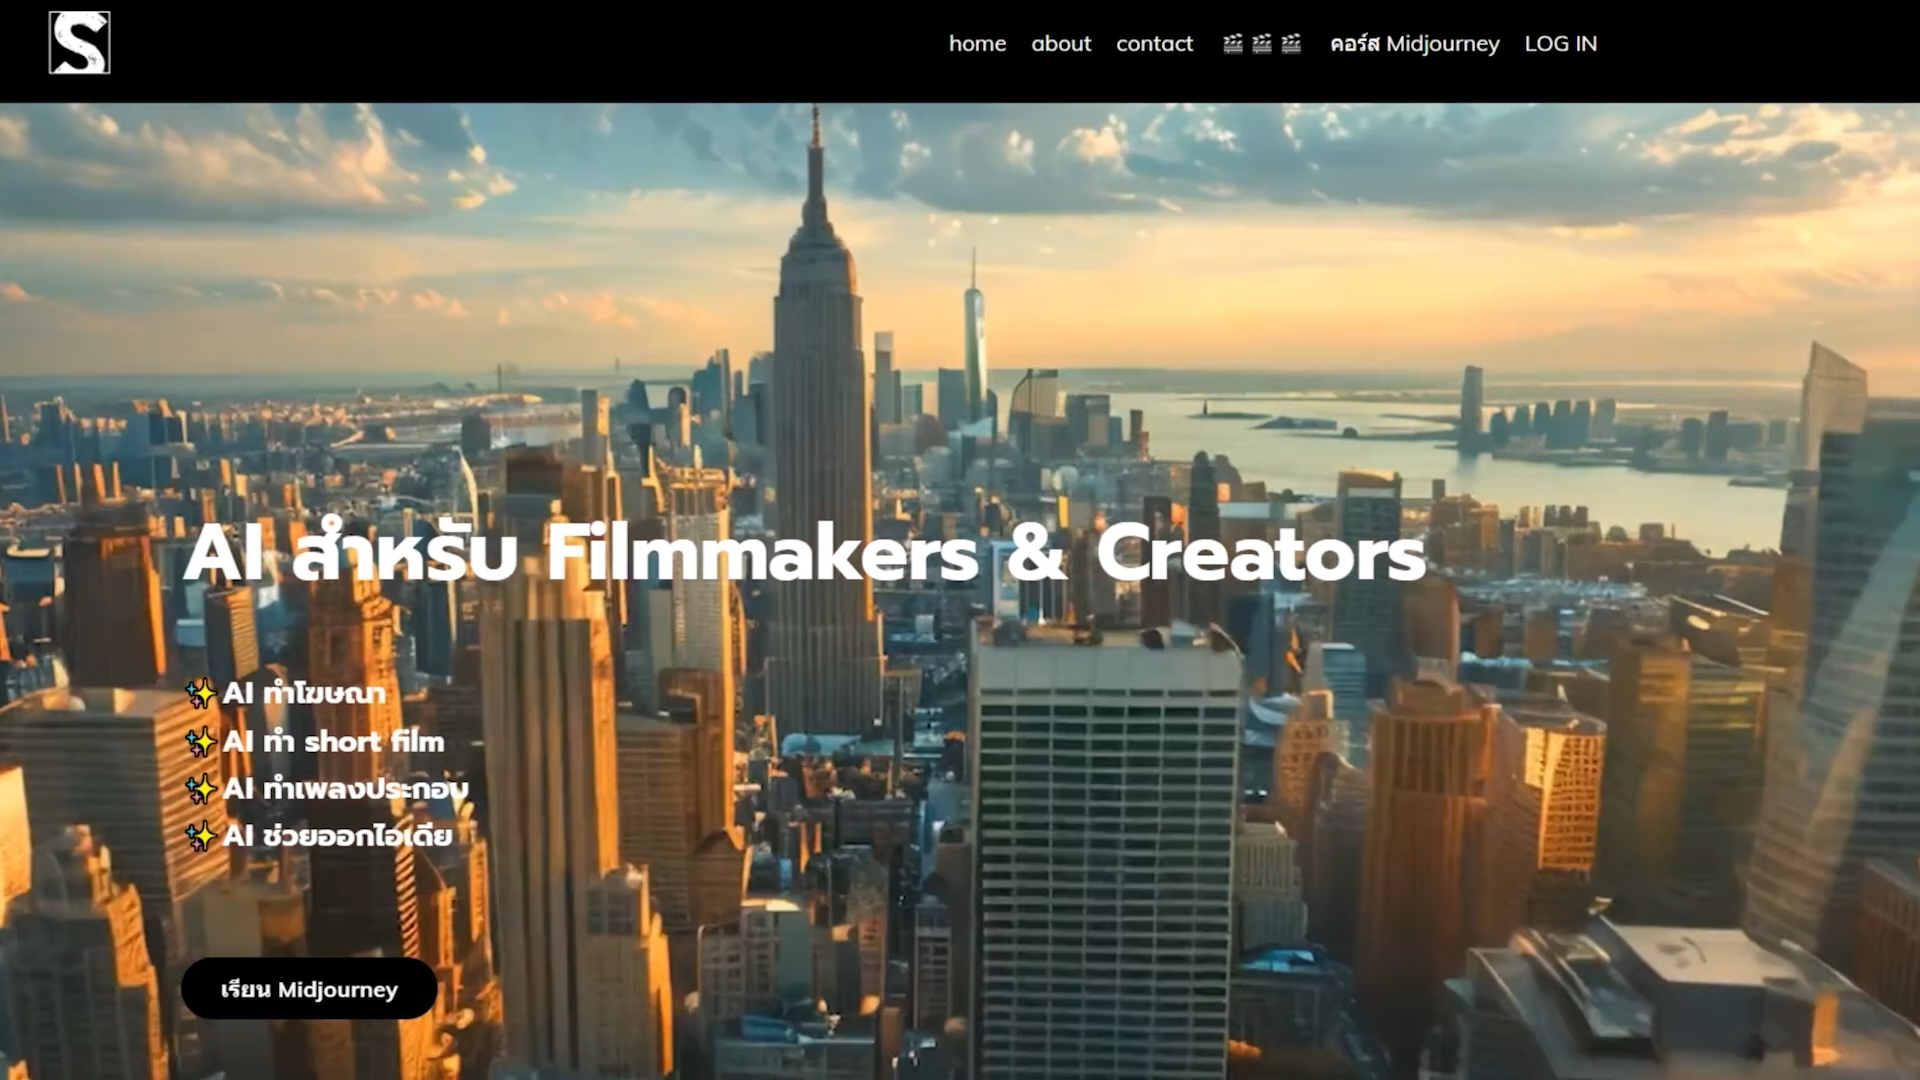 S
home about contact 🎬 🎬 🎬 คอร์ส Midjourney LOG IN
AI สำหรับ Filmmakers & Creators
✨AI ทำโฆษณา
✨AI ทำ short film
✨AI ทำเพลงประกอบ
✨AI ช่วยออกไอเดีย
เรียน Midjourney